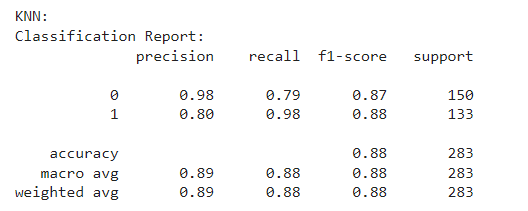 KNN:
Classification Report:
precision recall f1-score support
0 0.98 0.79 0.87 150
1 0.80 0.98 0.88 133
accuracy 0.88 283
macro avg 0.89 0.88 0.88 283
weighted avg 0.89 0.88 0.88 283